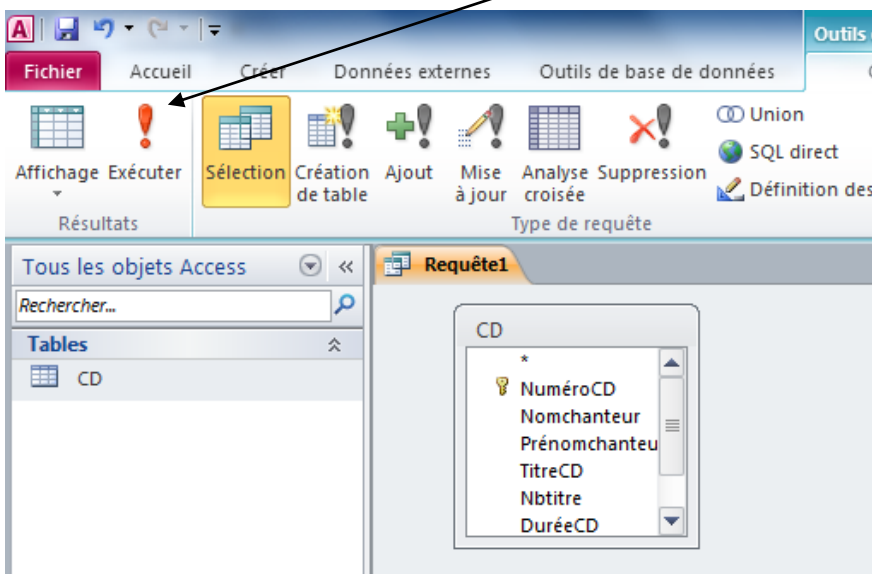 A
Outils
Fichier Accueil Créer Données externes Outils de base de données
Union
SQL direct
Affichage Exécuter Sélection Création de table Ajout Mise à jour Analyse croisée Suppression
Définition des
Résultats Type de requête
Tous les objets Access «
Requête1
Rechercher...
Tables
CD
CD
*
NuméroCD
Nomchanteur
Prénomchanteu
TitreCD
Nbtitre
DuréeCD